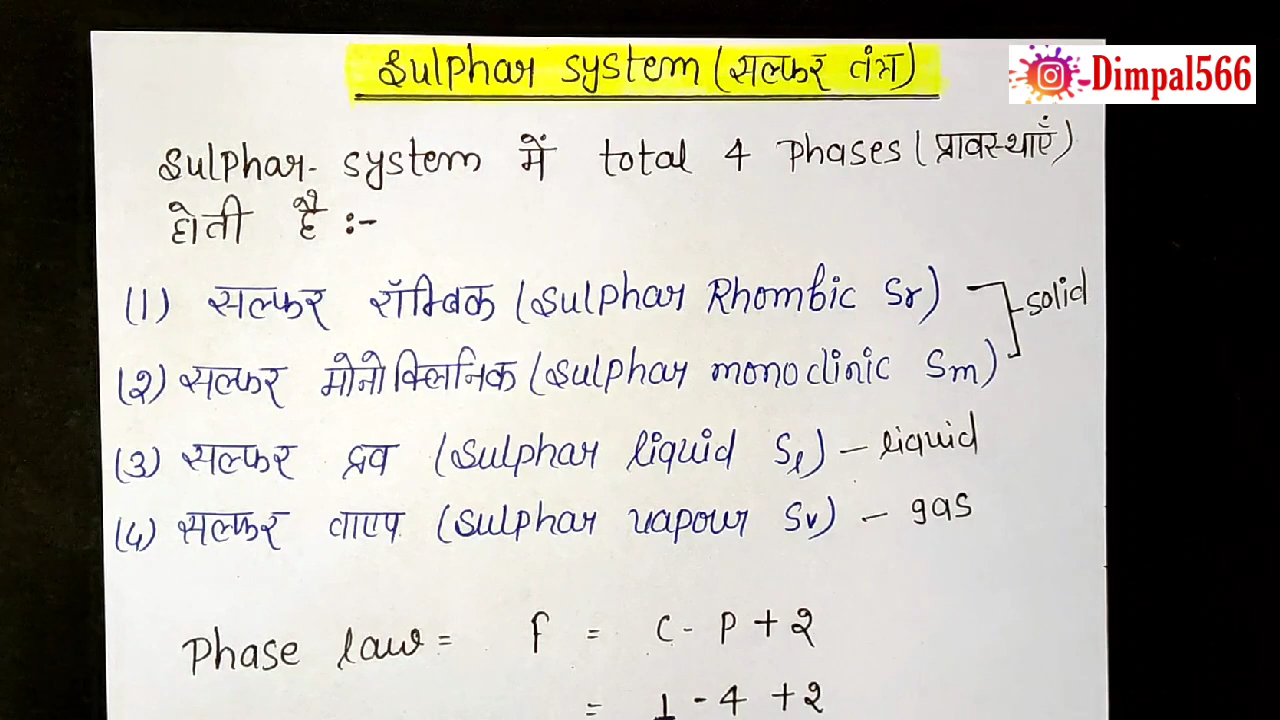 Sulphar system (सल्फर तंत्र)
Dimpal566
Sulphar- system में total 4 Phases (प्रावस्थाएँ)
होती है :-
(1) सल्फर रॉम्बिक (Sulphar Rhombic Sr)
solid
(2) सल्फर मोनोक्लिनिक (Sulphar monoclinic Sm)
(3) सल्फर द्रव (Sulphar liquid Sl) - liquid
(4) सल्फर वाष्प (Sulphar vapour Sv) - gas
Phase law = F = C - P + 2
= 1 - 4 + 2